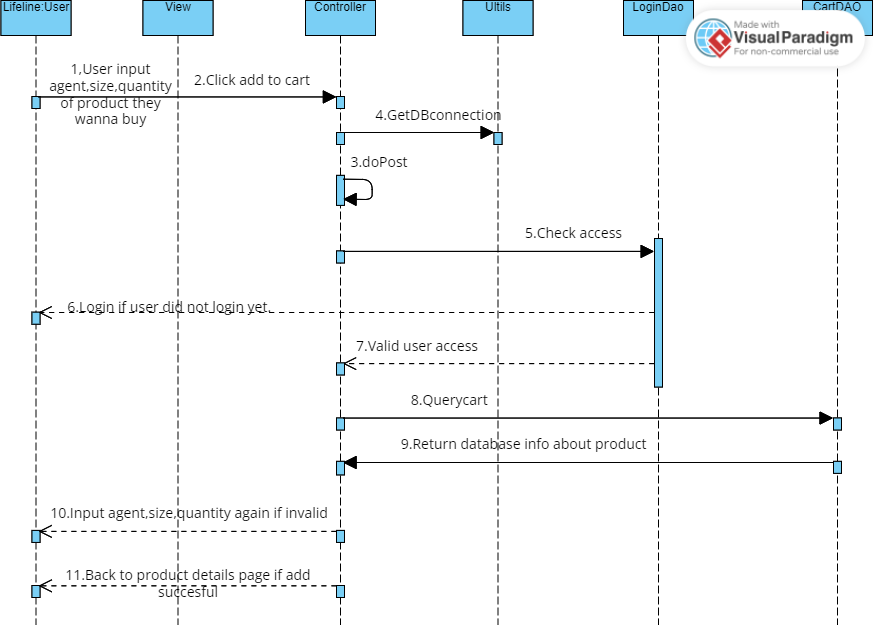 Lifeline:User
View
Controller
Ultils
LoginDao
CartDAO
Made with
VisualParadigm
For non-commercial use
1,User input
agent,size,quantity
of product they
wanna buy
2.Click add to cart
4.GetDBconnection
3.doPost
5.Check access
6.Login if user did not login yet.
7.Valid user access
8.Querycart
9.Return database info about product
10.Input agent,size,quantity again if invalid
11.Back to product details page if add
succesful